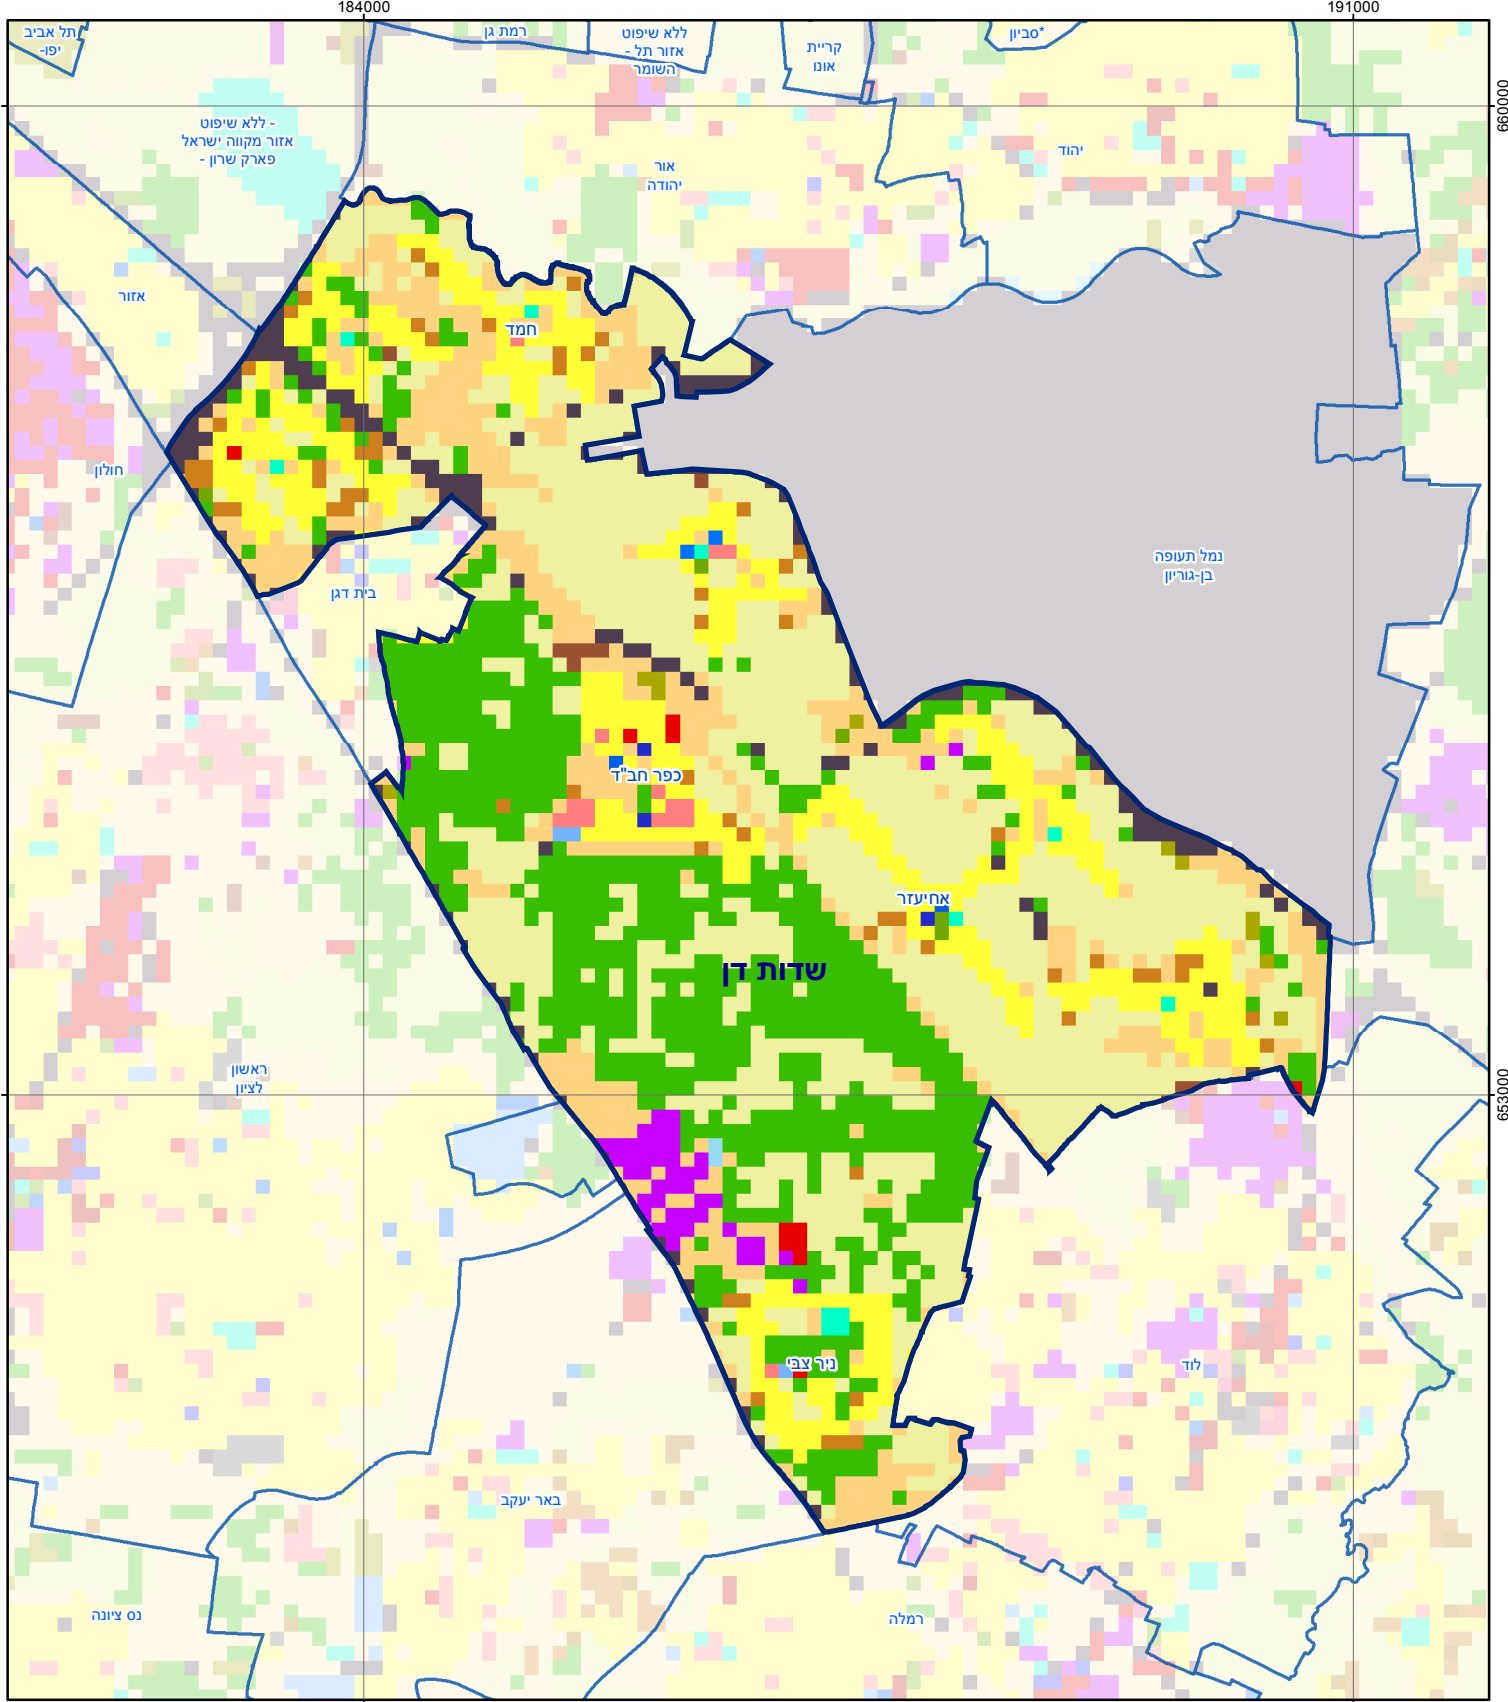 184000
191000
תל אביב
יפו-
רמת גן
ללא שיפוט
אזור תל -
השומר
קריית
אונו
סביון*
660000
ללא שיפוט -
אזור מקווה ישראל
פארק שרון -
אור
יהודה
יהוד
אזור
חמד
חולון
נמל תעופה
בן-גוריון
בית דגן
כפר חב"ד
אחיעזר
שדות דן
ראשון
לציון
653000
ניר צבי
לוד
באר יעקב
נס ציונה
רמלה